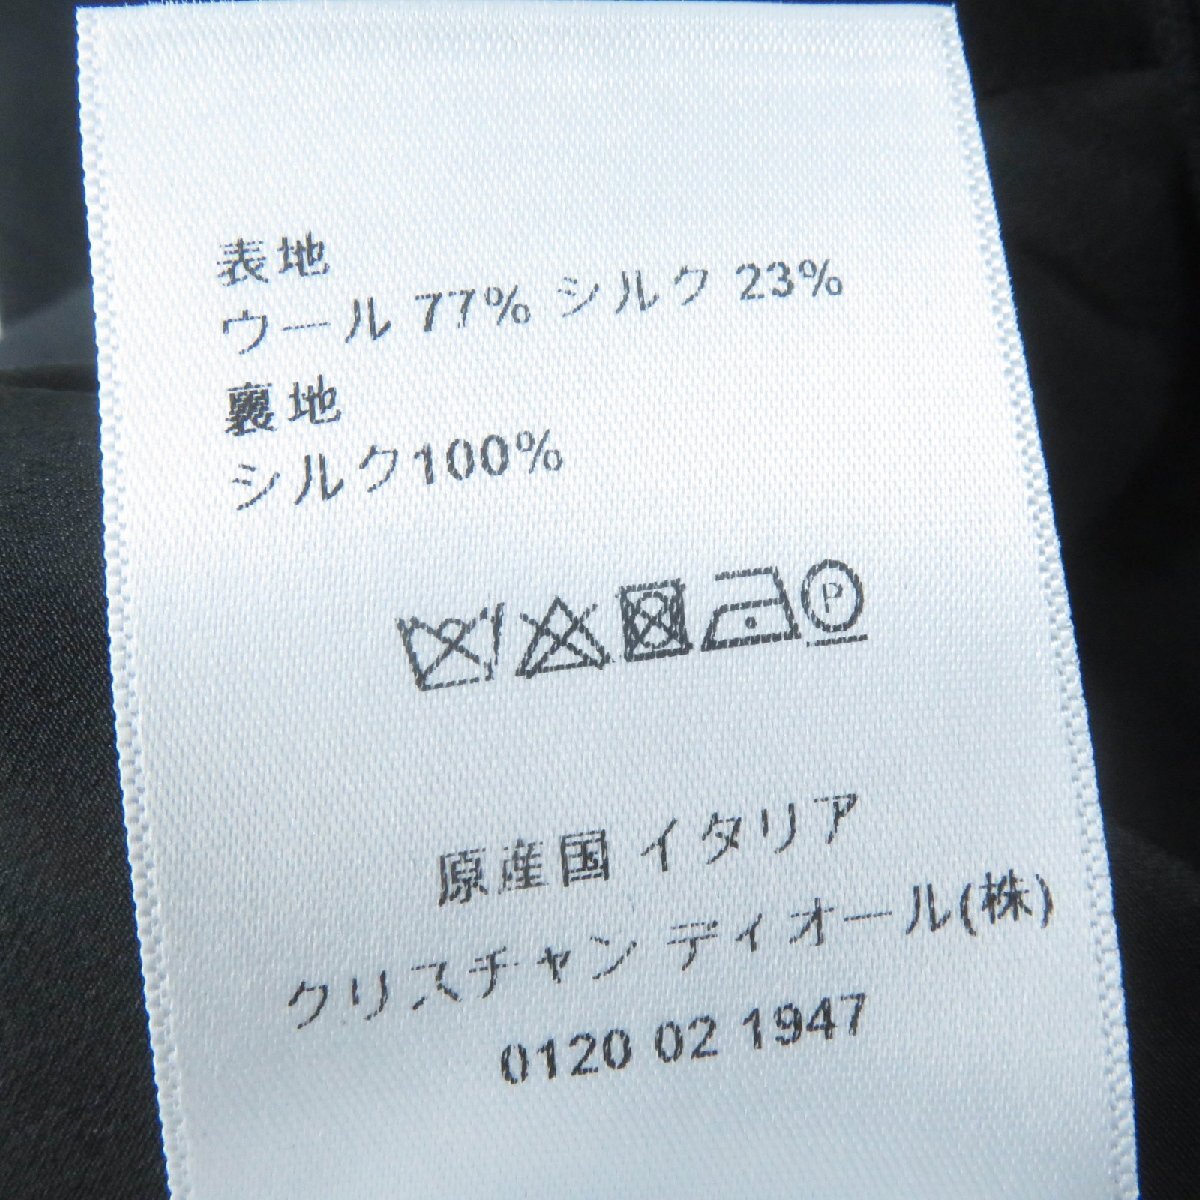 表地
ウール 77% シルク 23%
裏地
シルク100%
P
原産国 イタリア
クリスチャン ディオール(株)
0120 02 1947